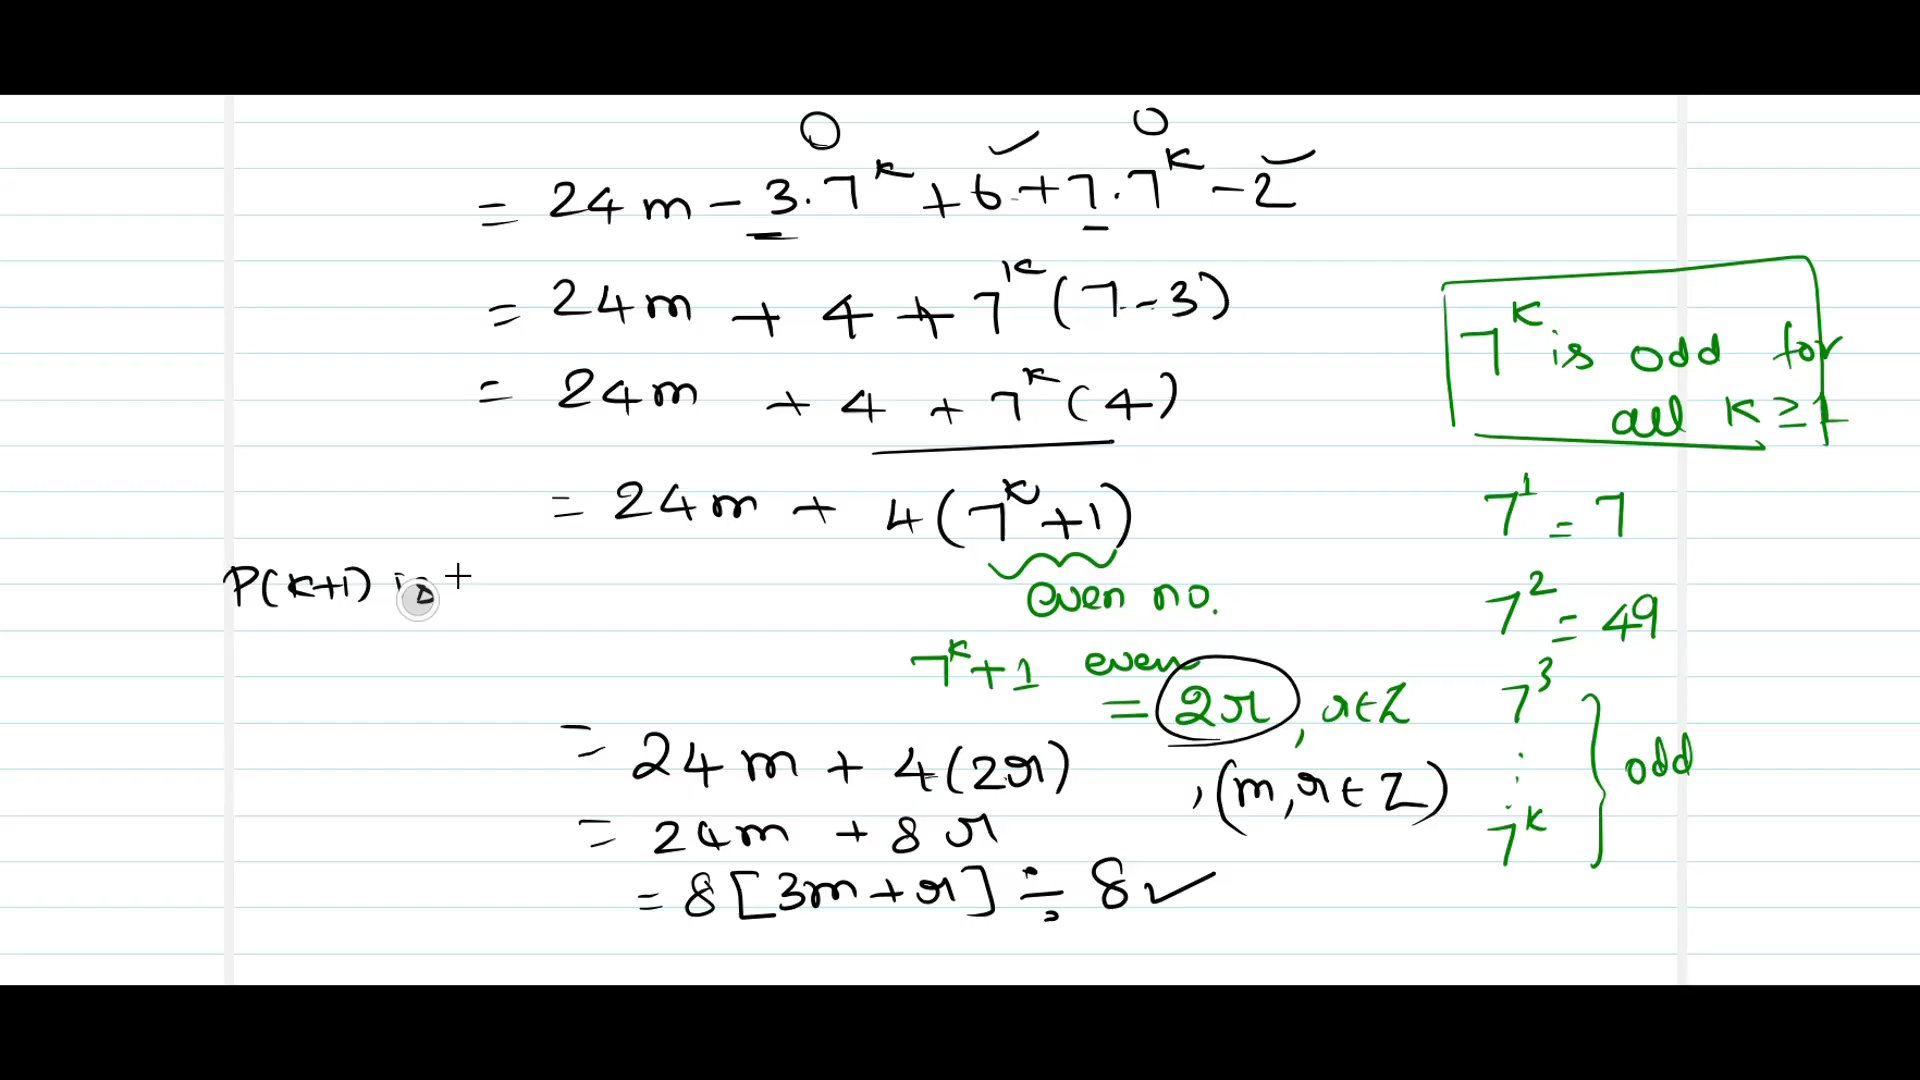 = 24m - 3.7^k + 6 + 7.7^k - 2
= 24m + 4 + 7^k (7-3)
= 24m + 4 + 7^k (4)
= 24m + 4(7^k + 1)
even no.
P(k+1) is t
7^k + 1 even
= 2r, r∈Z
= 24m + 4(2r) , (m, r ∈ Z)
= 24m + 8r
= 8[3m + r] ÷ 8 ✓
7^k is odd for
all k ≥ 1
7^1 = 7
7^2 = 49
7^3
⋮
7^k
odd